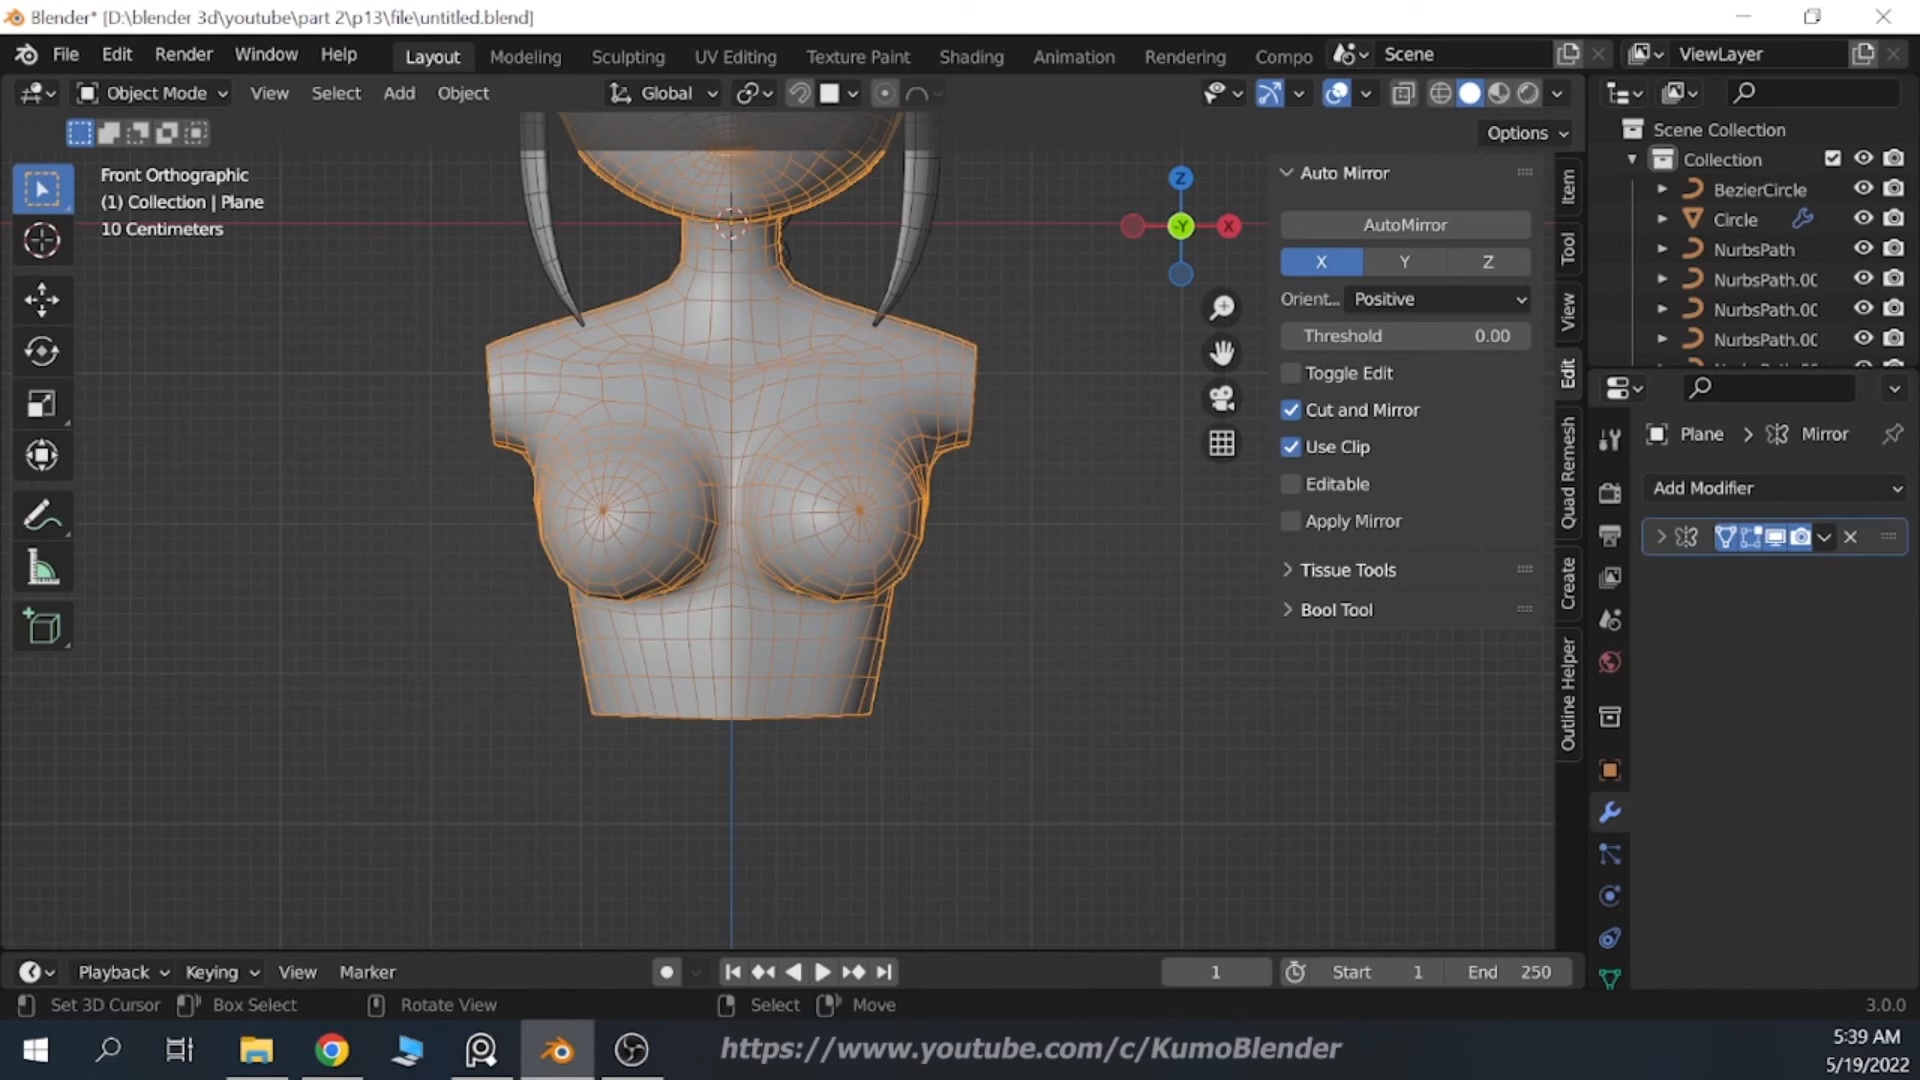 Blender* [D:\blender 3d\youtube\part 2\p13\file\untitled.blend]
File Edit Render Window Help Layout Modeling Sculpting UV Editing Texture Paint Shading Animation Rendering Compo Scene ViewLayer
Object Mode View Select Add Object Global
Options
Front Orthographic
(1) Collection | Plane
10 Centimeters
Z
-Y
X
Auto Mirror
AutoMirror
X Y Z
Orient... Positive
Threshold 0.00
Toggle Edit
Cut and Mirror
Use Clip
Editable
Apply Mirror
Tissue Tools
Bool Tool
Item
Tool
View
Edit
Quad Remesh
Create
Outline Helper
Scene Collection
Collection
BezierCircle
Circle
NurbsPath
NurbsPath.00
NurbsPath.00
NurbsPath.00
Plane > Mirror
Add Modifier
Playback Keying View Marker 1 Start 1 End 250
Set 3D Cursor Box Select Rotate View Select Move 3.0.0
https://www.youtube.com/c/KumoBlender
5:39 AM
5/19/2022